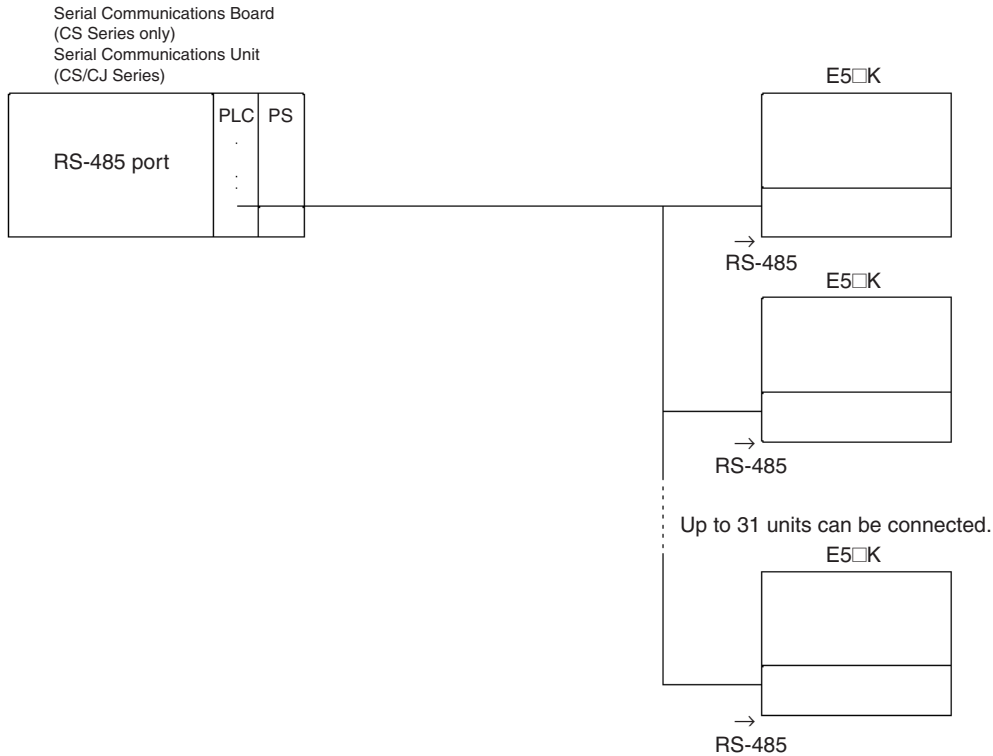 Serial Communications Board
(CS Series only)
Serial Communications Unit
(CS/CJ Series)
PLC PS
RS-485 port
E5□K
→
RS-485
E5□K
→
RS-485
Up to 31 units can be connected.
E5□K
→
RS-485